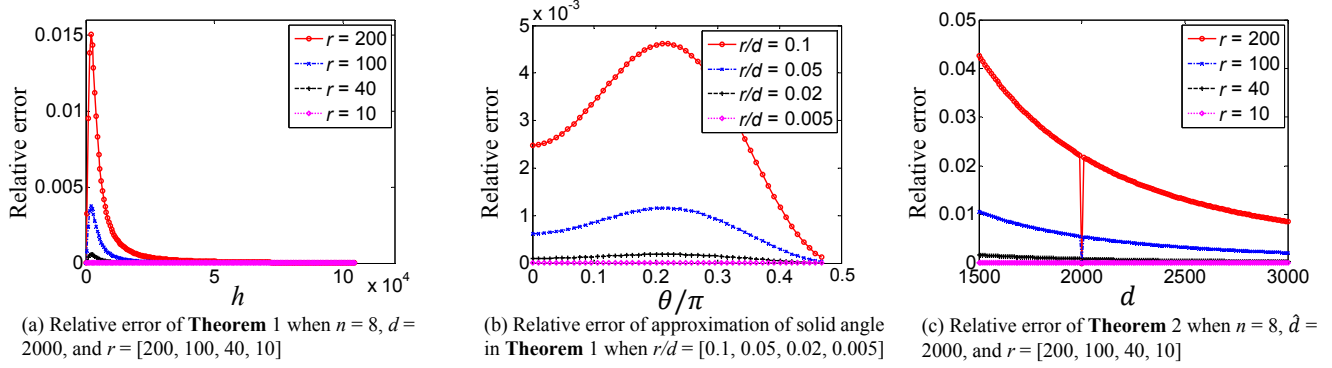 0.015
0.01
0.005
0
Relative error
r = 200
r = 100
r = 40
r = 10
0 5 10
x 10^4
h
(a) Relative error of Theorem 1 when n = 8, d =
2000, and r = [200, 100, 40, 10]
5 x 10^-3
4
3
2
1
0
Relative error
r/d = 0.1
r/d = 0.05
r/d = 0.02
r/d = 0.005
0 0.1 0.2 0.3 0.4 0.5
θ/π
(b) Relative error of approximation of solid angle
in Theorem 1 when r/d = [0.1, 0.05, 0.02, 0.005]
0.05
0.04
0.03
0.02
0.01
0
Relative error
r = 200
r = 100
r = 40
r = 10
1500 2000 2500 3000
d
(c) Relative error of Theorem 2 when n = 8, d̂ =
2000, and r = [200, 100, 40, 10]